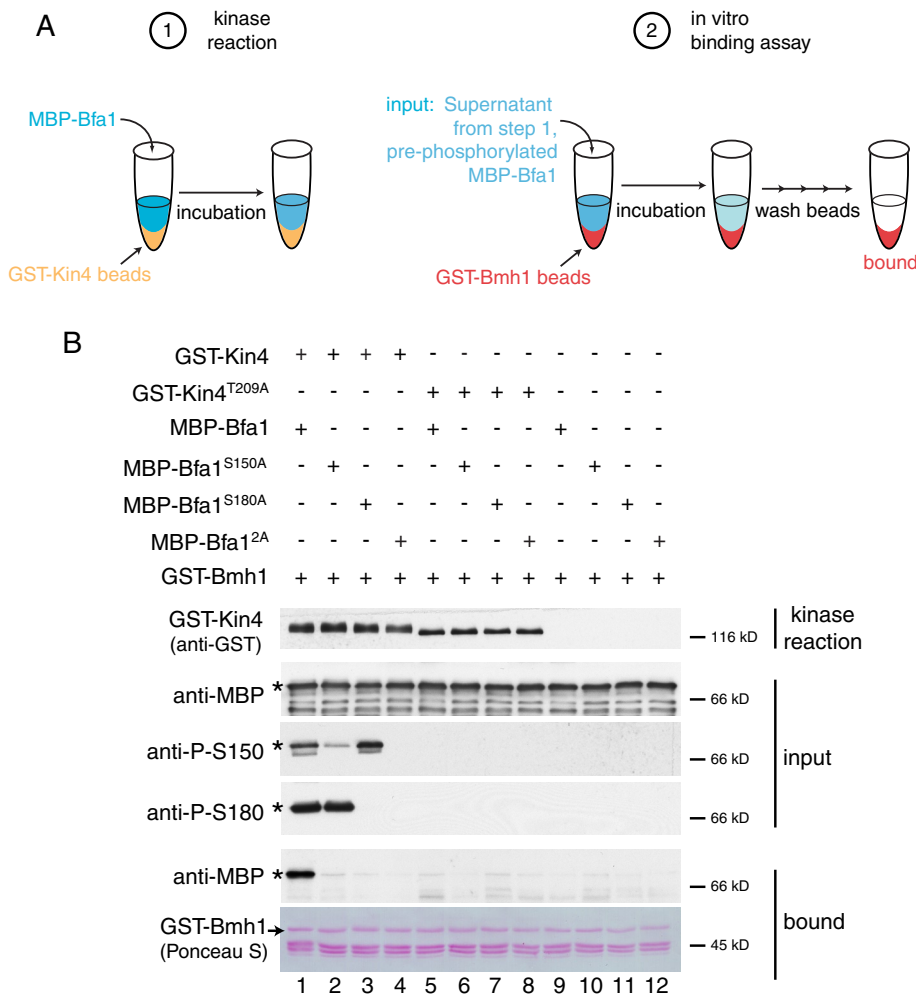 A
1
kinase
reaction
2
in vitro
binding assay
MBP-Bfa1
incubation
GST-Kin4 beads
input: Supernatant
from step 1,
pre-phosphorylated
MBP-Bfa1
incubation
wash beads
GST-Bmh1 beads
bound
B
GST-Kin4 + + + + - - - - - - - -
GST-Kin4T209A - - - - + + + + - - - -
MBP-Bfa1 + - - - + - - - + - - -
MBP-Bfa1S150A - + - - - + - - - + - -
MBP-Bfa1S180A - - + - - - + - - - + -
MBP-Bfa12A - - - + - - - + - - - +
GST-Bmh1 + + + + + + + + + + + +
GST-Kin4
(anti-GST)
116 kD
kinase
reaction
anti-MBP *
66 kD
anti-P-S150 *
66 kD
input
anti-P-S180 *
66 kD
anti-MBP *
66 kD
bound
GST-Bmh1
(Ponceau S)
45 kD
1 2 3 4 5 6 7 8 9 10 11 12